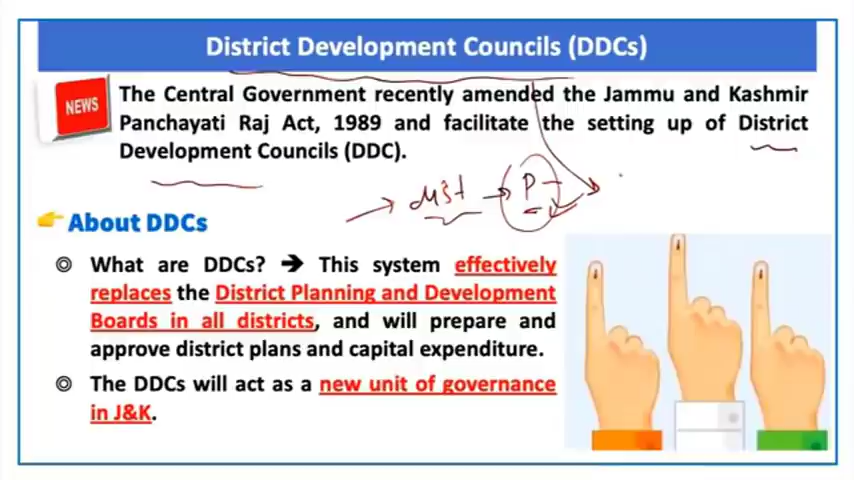 District Development Councils (DDCs)
NEWS
The Central Government recently amended the Jammu and Kashmir
Panchayati Raj Act, 1989 and facilitate the setting up of District
Development Councils (DDC).
P
About DDCs
◎ What are DDCs? ➔ This system effectively
replaces the District Planning and Development
Boards in all districts, and will prepare and
approve district plans and capital expenditure.
◎ The DDCs will act as a new unit of governance
in J&K.